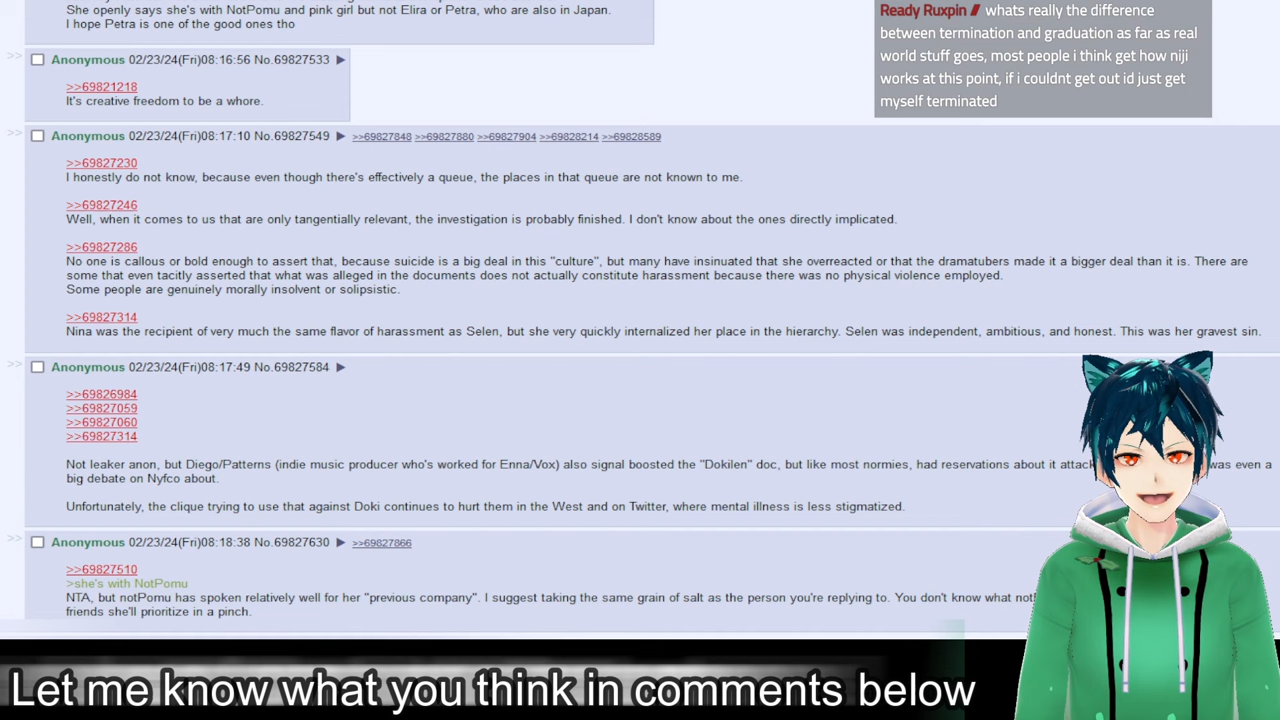 She openly says she's with NotPomu and pink girl but not Elira or Petra, who are also in Japan.
I hope Petra is one of the good ones tho
>> Anonymous 02/23/24(Fri)08:16:56 No.69827533 ▶
>>69821218
It's creative freedom to be a whore.
>> Anonymous 02/23/24(Fri)08:17:10 No.69827549 ▶ >>69827848 >>69827880 >>69827904 >>69828214 >>69828589
>>69827230
I honestly do not know, because even though there's effectively a queue, the places in that queue are not known to me.
>>69827246
Well, when it comes to us that are only tangentially relevant, the investigation is probably finished. I don't know about the ones directly implicated.
>>69827286
No one is callous or bold enough to assert that, because suicide is a big deal in this "culture", but many have insinuated that she overreacted or that the dramatubers made it a bigger deal than it is. There are
some that even tacitly asserted that what was alleged in the documents does not actually constitute harassment because there was no physical violence employed.
Some people are genuinely morally insolvent or solipsistic.
>>69827314
Nina was the recipient of very much the same flavor of harassment as Selen, but she very quickly internalized her place in the hierarchy. Selen was independent, ambitious, and honest. This was her gravest sin.
>> Anonymous 02/23/24(Fri)08:17:49 No.69827584 ▶
>>69826984
>>69827059
>>69827060
>>69827314
Not leaker anon, but Diego/Patterns (indie music producer who's worked for Enna/Vox) also signal boosted the "Dokilen" doc, but like most normies, had reservations about it was even a
big debate on Nyfco about.
Unfortunately, the clique trying to use that against Doki continues to hurt them in the West and on Twitter, where mental illness is less stigmatized.
>> Anonymous 02/23/24(Fri)08:18:38 No.69827630 ▶ >>69827866
>>69827510
>she's with NotPomu
NTA, but notPomu has spoken relatively well for her "previous company". I suggest taking the same grain of salt as the person you're replying to. You don't know what
friends she'll prioritize in a pinch.
Ready Ruxpin whats really the difference
between termination and graduation as far as real
world stuff goes, most people i think get how niji
works at this point, if i couldnt get out id just get
myself terminated
Let me know what you think in comments below